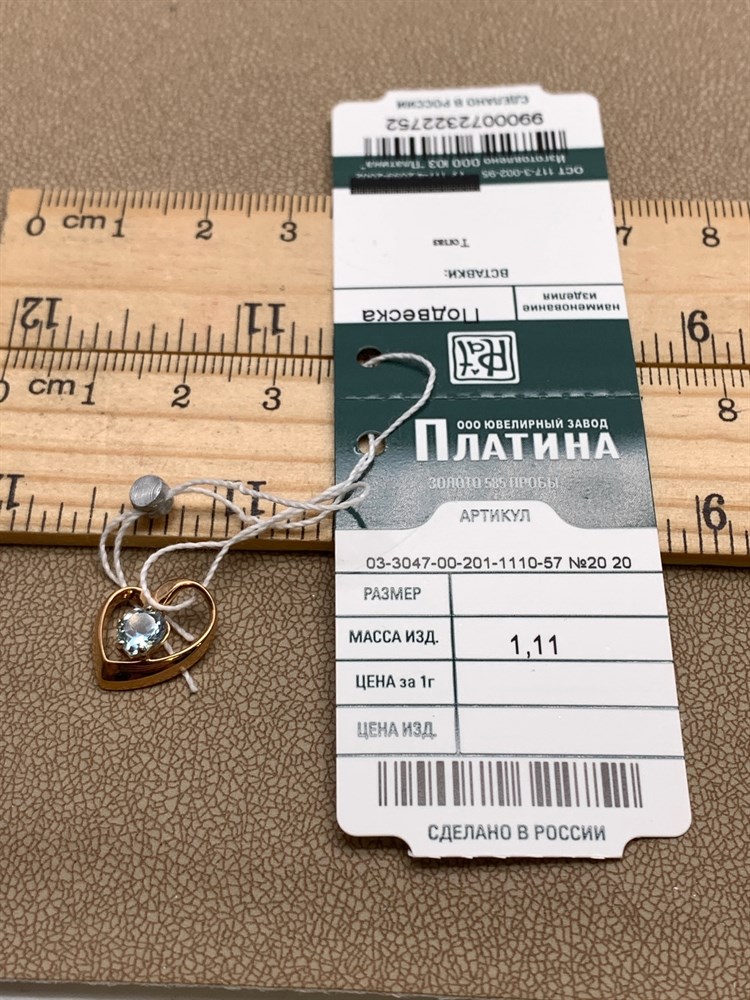 СДЕЛАНО В РОССИИ
9900072322752
Изготовлено ООО ЮЗ "Платина"
ОСТ 117-3-002-95
Топаз
ВСТАВКИ:
наименование
изделия
Подвеска
Plat
ООО ЮВЕЛИРНЫЙ ЗАВОД
ПЛАТИНА
ЗОЛОТО 585 ПРОБЫ
АРТИКУЛ
03-3047-00-201-1110-57 №20 20
РАЗМЕР
МАССА ИЗД. 1,11
ЦЕНА за 1г
ЦЕНА ИЗД.
СДЕЛАНО В РОССИИ
0 cm 1 2 3 7 8
12 11 6
0 cm 1 2 3 8
11 6